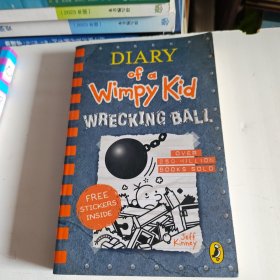 DIARY
of a
Wimpy Kid
WRECKING BALL
OVER
250 MILLION
BOOKS SOLD
FREE
STICKERS
INSIDE
Jeff
Kinney